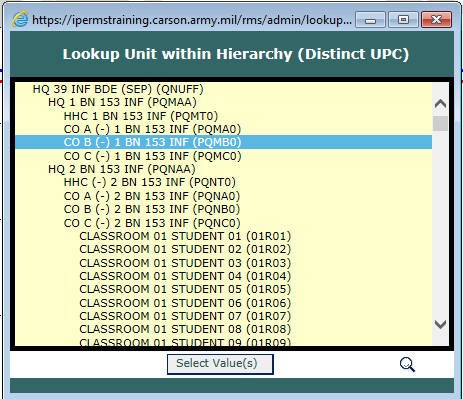 https://ipermstraining.carson.army.mil/rms/admin/lookup...
Lookup Unit within Hierarchy (Distinct UPC)
HQ 39 INF BDE (SEP) (QNUFF)
HQ 1 BN 153 INF (PQMAA)
HHC 1 BN 153 INF (PQMT0)
CO A (-) 1 BN 153 INF (PQMA0)
CO B (-) 1 BN 153 INF (PQMB0)
CO C (-) 1 BN 153 INF (PQMC0)
HQ 2 BN 153 INF (PQNAA)
HHC (-) 2 BN 153 INF (PQNT0)
CO A (-) 2 BN 153 INF (PQNA0)
CO B (-) 2 BN 153 INF (PQNB0)
CO C (-) 2 BN 153 INF (PQNC0)
CLASSROOM 01 STUDENT 01 (01R01)
CLASSROOM 01 STUDENT 02 (01R02)
CLASSROOM 01 STUDENT 03 (01R03)
CLASSROOM 01 STUDENT 04 (01R04)
CLASSROOM 01 STUDENT 05 (01R05)
CLASSROOM 01 STUDENT 06 (01R06)
CLASSROOM 01 STUDENT 07 (01R07)
CLASSROOM 01 STUDENT 08 (01R08)
CLASSROOM 01 STUDENT 09 (01R09)
Select Value(s)